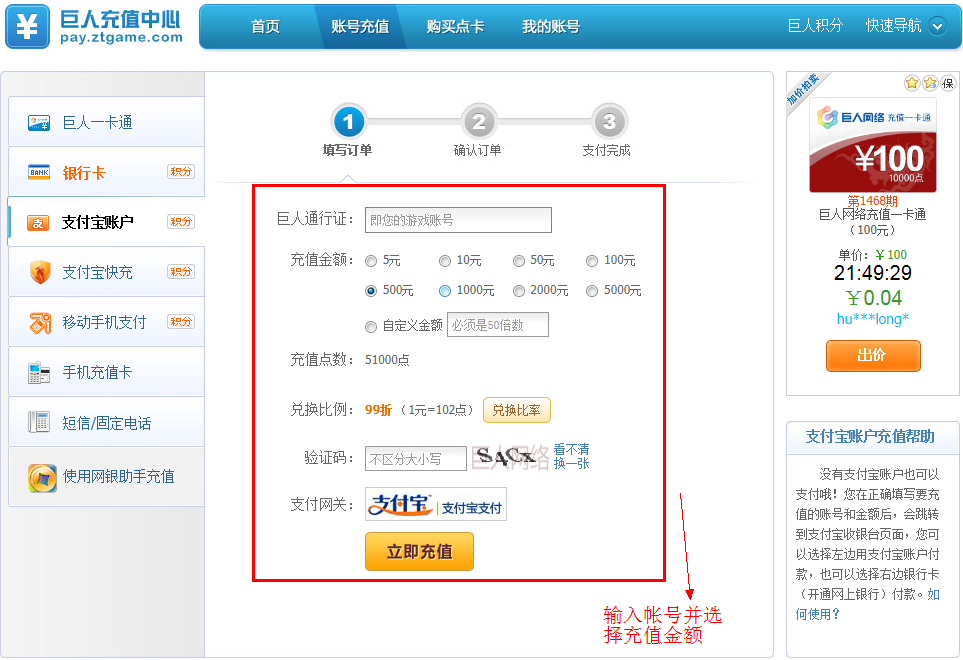 ¥ 巨人充值中心
pay.ztgame.com
首页 账号充值 购买点卡 我的账号
巨人积分 快速导航
巨人一卡通
BANK 银行卡 积分
支 支付宝账户 积分
支付宝快充 积分
移动手机支付 积分
手机充值卡
短信/固定电话
使用网银助手充值
1 2 3
填写订单 确认订单 支付完成
巨人通行证： 即您的游戏账号
充值金额： 5元 10元 50元 100元
500元 1000元 2000元 5000元
自定义金额 必须是50倍数
充值点数： 51000点
兑换比例： 99折 （1元=102点） 兑换比率
验证码： 不区分大小写 巨人网络 SACx 看不清
换一张
支付网关： 支付宝 | 支付宝支付
立即充值
输入帐号并选
择充值金额
加价拍卖
保
巨人网络 充值一卡通
¥100
10000点
第1468期
巨人网络充值一卡通
（100元）
单价：￥100
21:49:29
￥0.04
hu***long*
出价
支付宝账户充值帮助
没有支付宝账户也可以
支付哦！您在正确填写要充
值的账号和金额后，会跳转
到支付宝收银台页面，您可
以选择左边用支付宝账户付
款，也可以选择右边银行卡
（开通网上银行）付款。如
何使用？